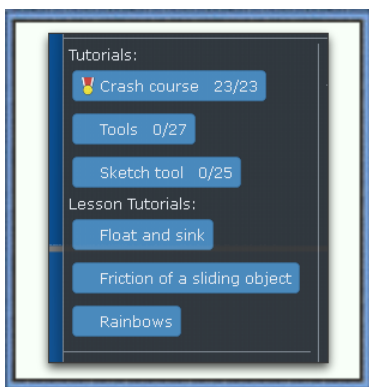 Tutorials:
Crash course 23/23
Tools 0/27
Sketch tool 0/25
Lesson Tutorials:
Float and sink
Friction of a sliding object
Rainbows